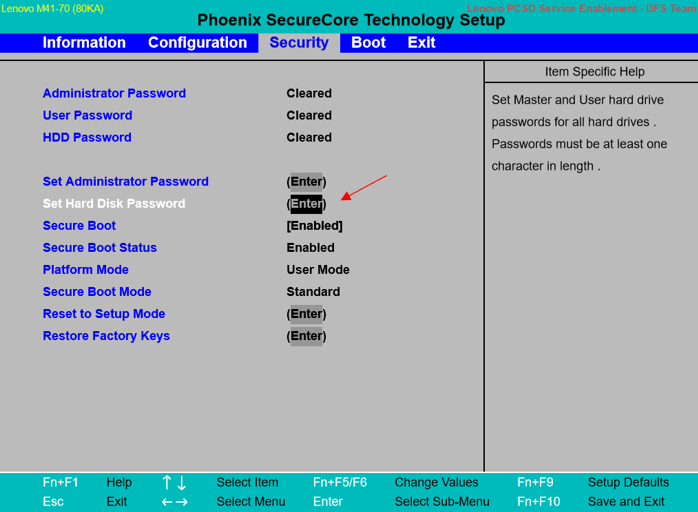 Lenovo M41-70 (80KA)
Lenovo PCSD Service Enablement - DFS Team
Phoenix SecureCore Technology Setup
Information Configuration Security Boot Exit
Item Specific Help
Administrator Password Cleared
User Password Cleared
HDD Password Cleared
Set Administrator Password (Enter)
Set Hard Disk Password (Enter)
Secure Boot [Enabled]
Secure Boot Status Enabled
Platform Mode User Mode
Secure Boot Mode Standard
Reset to Setup Mode (Enter)
Restore Factory Keys (Enter)
Set Master and User hard drive
passwords for all hard drives .
Passwords must be at least one
character in length .
Fn+F1 Help ↑↓ Select Item Fn+F5/F6 Change Values Fn+F9 Setup Defaults
Esc Exit ←→ Select Menu Enter Select Sub-Menu Fn+F10 Save and Exit